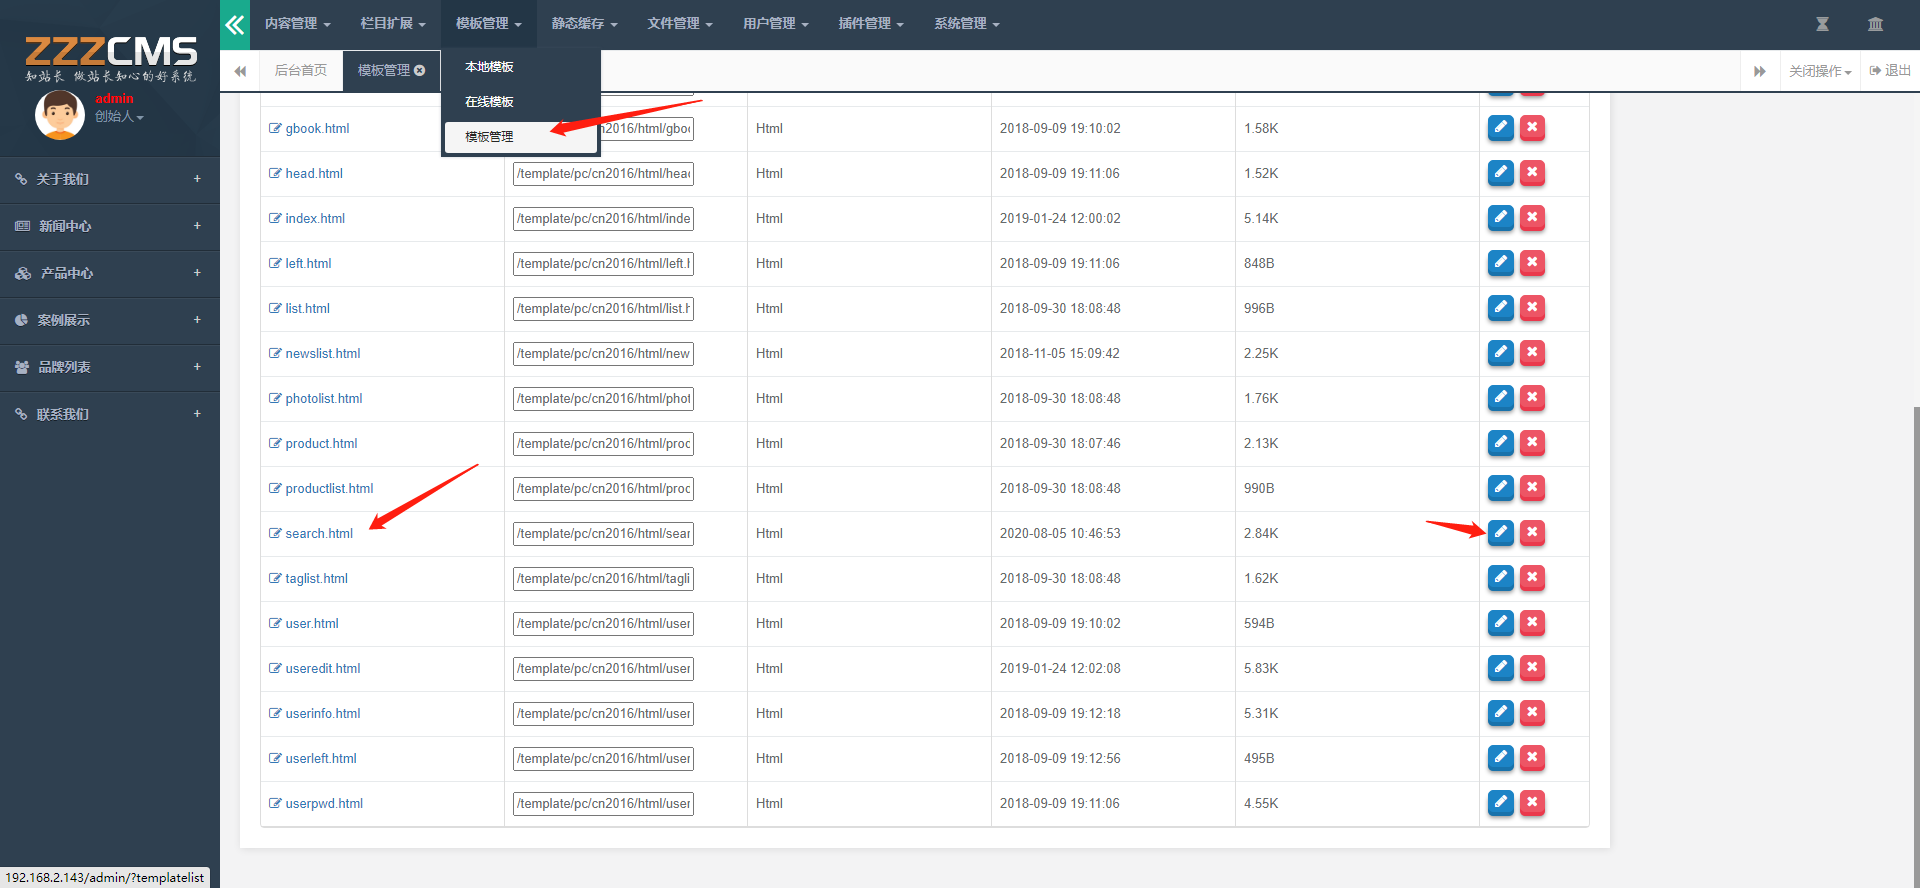 ZZZCMS
知站长 做站长知心的好系统
admin
创始人
关于我们 +
新闻中心 +
产品中心 +
案例展示 +
品牌列表 +
联系我们 +
内容管理 栏目扩展 模板管理 静态缓存 文件管理 用户管理 插件管理 系统管理
后台首页 模板管理 关闭操作 退出
本地模板
在线模板
模板管理
gbook.html cn2016/html/gboo Html 2018-09-09 19:10:02 1.58K
head.html /template/pc/cn2016/html/head Html 2018-09-09 19:11:06 1.52K
index.html /template/pc/cn2016/html/inde Html 2019-01-24 12:00:02 5.14K
left.html /template/pc/cn2016/html/left.h Html 2018-09-09 19:11:06 848B
list.html /template/pc/cn2016/html/list.h Html 2018-09-30 18:08:48 996B
newslist.html /template/pc/cn2016/html/new Html 2018-11-05 15:09:42 2.25K
photolist.html /template/pc/cn2016/html/phot Html 2018-09-30 18:08:48 1.76K
product.html /template/pc/cn2016/html/proc Html 2018-09-30 18:07:46 2.13K
productlist.html /template/pc/cn2016/html/proc Html 2018-09-30 18:08:48 990B
search.html /template/pc/cn2016/html/sear Html 2020-08-05 10:46:53 2.84K
taglist.html /template/pc/cn2016/html/tagli Html 2018-09-30 18:08:48 1.62K
user.html /template/pc/cn2016/html/user Html 2018-09-09 19:10:02 594B
useredit.html /template/pc/cn2016/html/user Html 2019-01-24 12:02:08 5.83K
userinfo.html /template/pc/cn2016/html/user Html 2018-09-09 19:12:18 5.31K
userleft.html /template/pc/cn2016/html/user Html 2018-09-09 19:12:56 495B
userpwd.html /template/pc/cn2016/html/user Html 2018-09-09 19:11:06 4.55K
192.168.2.143/admin/?templatelist